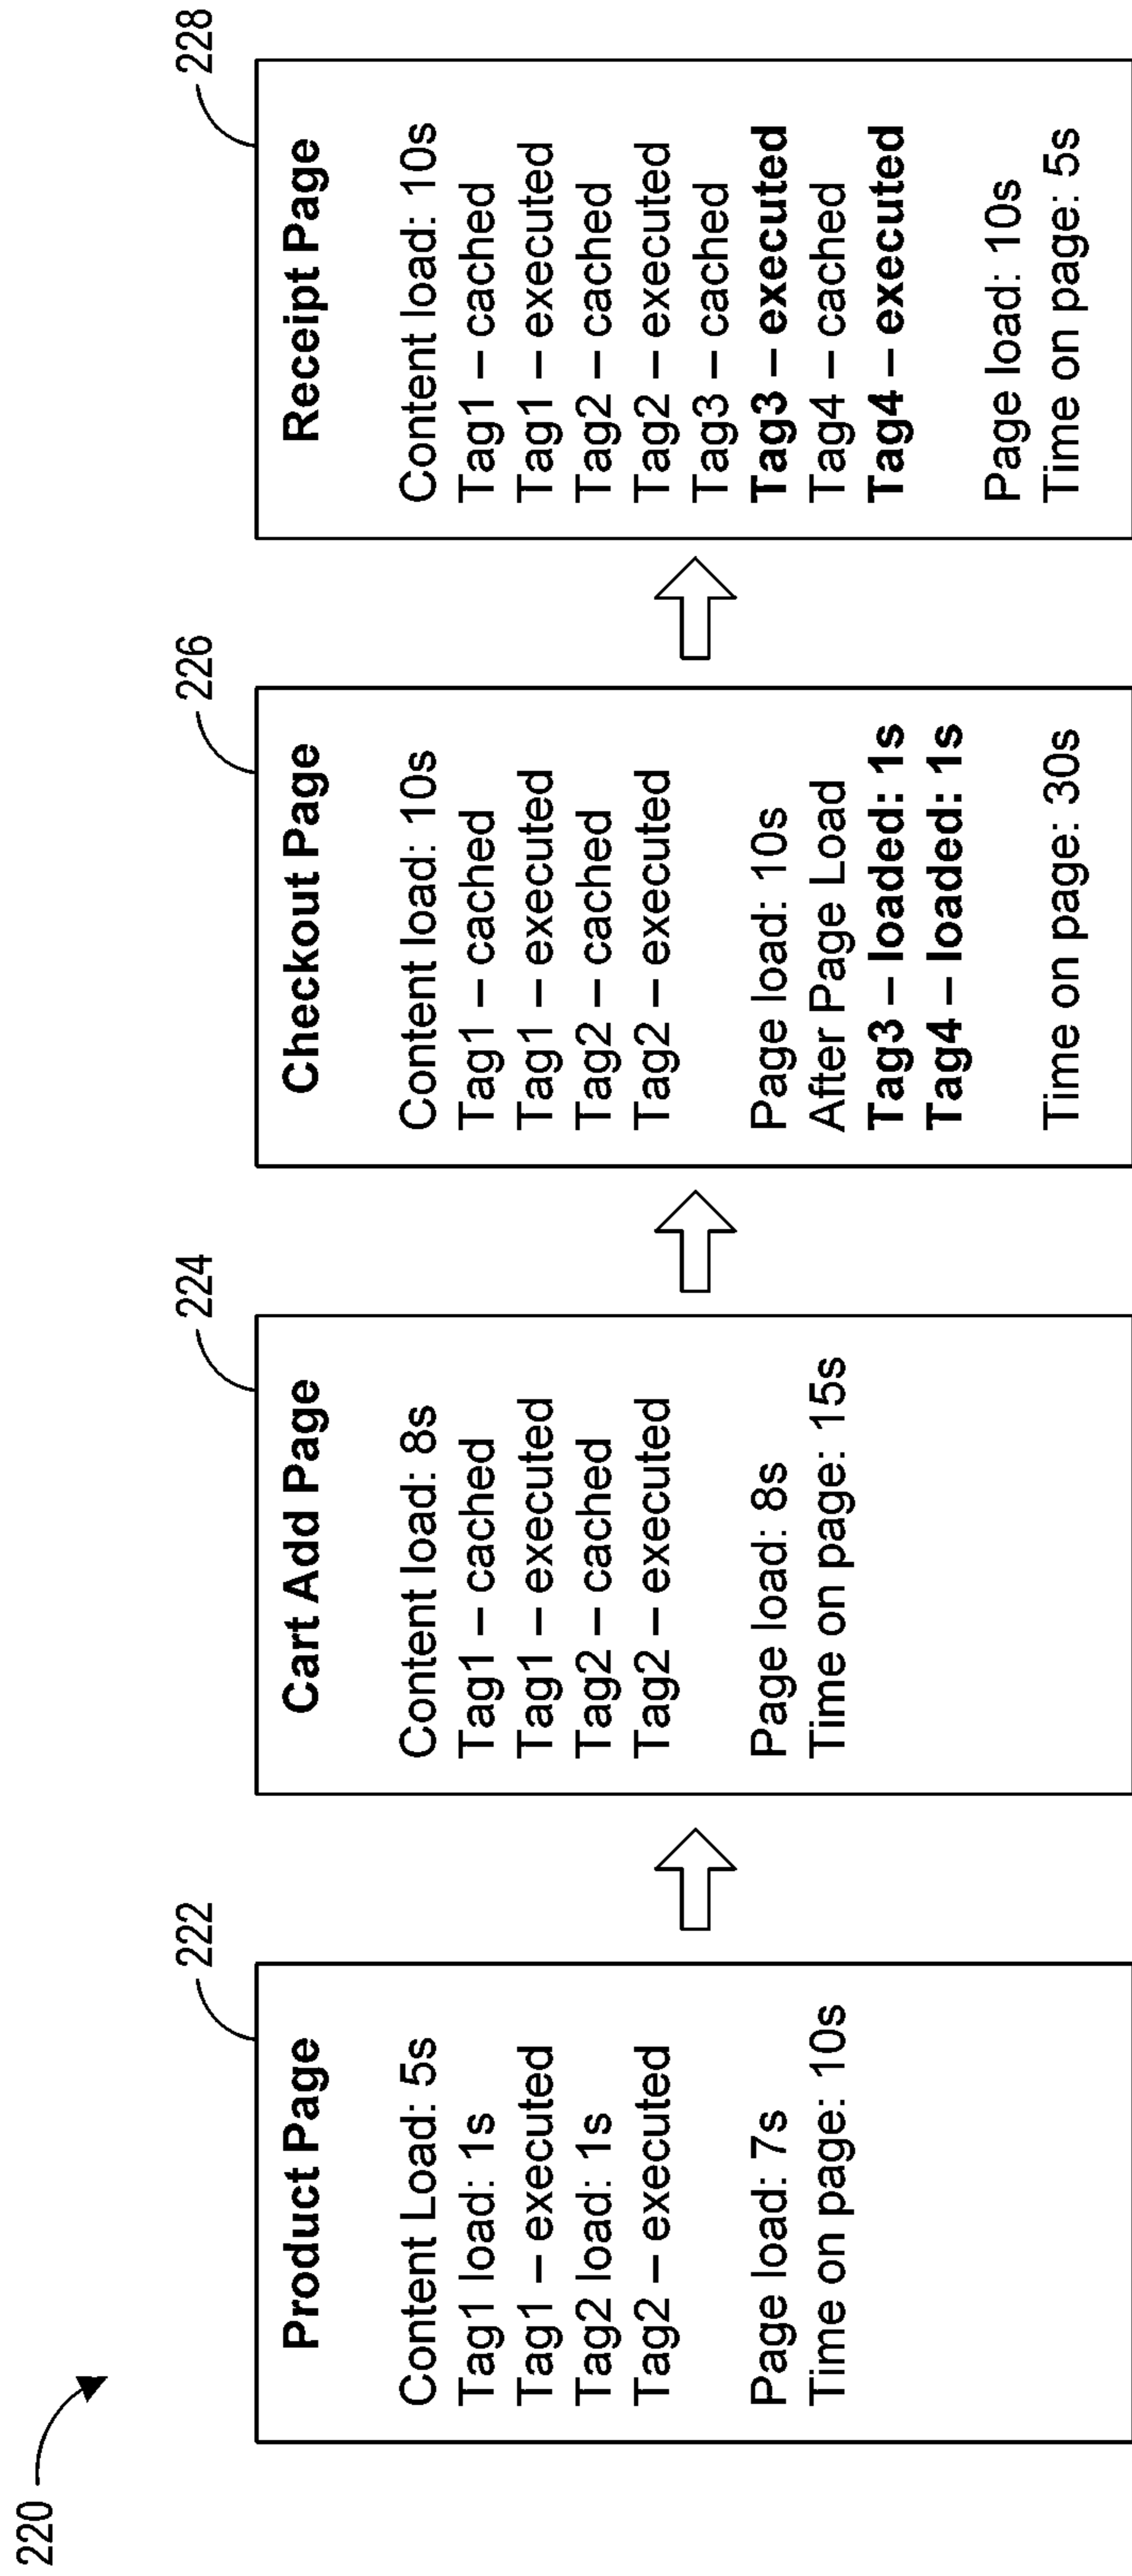 220
222
Product Page
Content Load: 5s
Tag1 load: 1s
Tag1 – executed
Tag2 load: 1s
Tag2 – executed
Page load: 7s
Time on page: 10s
224
Cart Add Page
Content load: 8s
Tag1 – cached
Tag1 – executed
Tag2 – cached
Tag2 – executed
Page load: 8s
Time on page: 15s
226
Checkout Page
Content load: 10s
Tag1 – cached
Tag1 – executed
Tag2 – cached
Tag2 – executed
Page load: 10s
After Page Load
Tag3 – loaded: 1s
Tag4 – loaded: 1s
Time on page: 30s
228
Receipt Page
Content load: 10s
Tag1 – cached
Tag1 – executed
Tag2 – cached
Tag2 – executed
Tag3 – cached
Tag3 – executed
Tag4 – cached
Tag4 – executed
Page load: 10s
Time on page: 5s